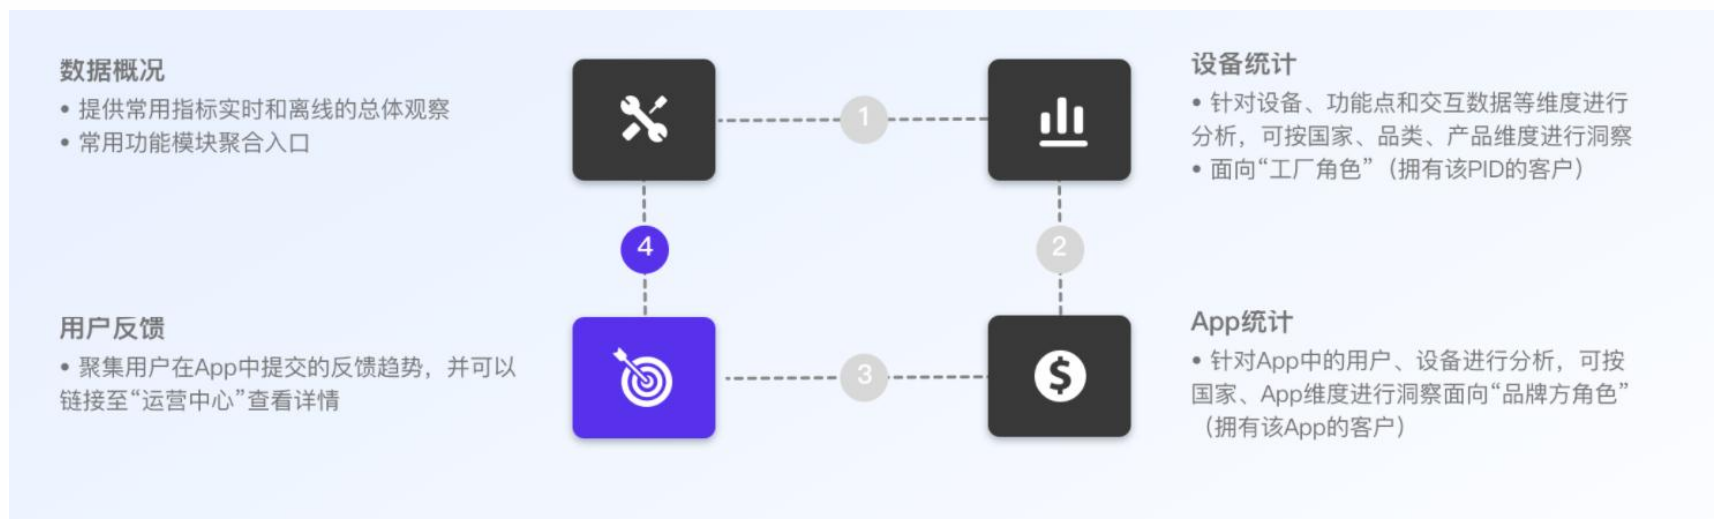 数据概况
• 提供常用指标实时和离线的总体观察
• 常用功能模块聚合入口
1
设备统计
• 针对设备、功能点和交互数据等维度进行
分析，可按国家、品类、产品维度进行洞察
• 面向“工厂角色”（拥有该PID的客户）
4
2
用户反馈
• 聚集用户在App中提交的反馈趋势，并可以
链接至“运营中心”查看详情
3
$
App统计
• 针对App中的用户、设备进行分析，可按
国家、App维度进行洞察面向“品牌方角色”
（拥有该App的客户）